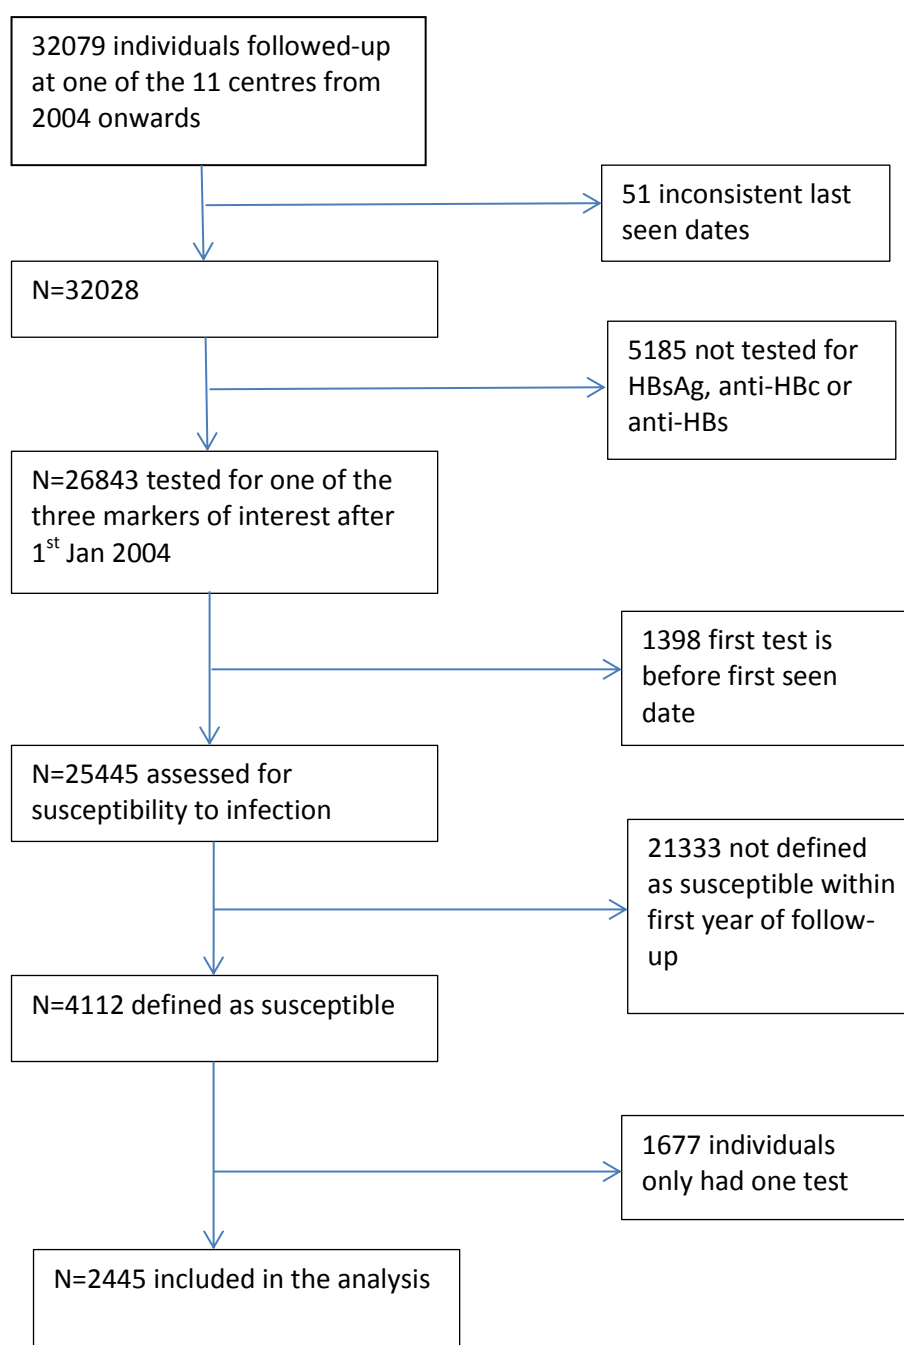 32079 individuals followed-up
at one of the 11 centres from
2004 onwards
51 inconsistent last
seen dates
N=32028
5185 not tested for
HBsAg, anti-HBc or
anti-HBs
N=26843 tested for one of the
three markers of interest after
1st Jan 2004
1398 first test is
before first seen
date
N=25445 assessed for
susceptibility to infection
21333 not defined
as susceptible within
first year of follow-
up
N=4112 defined as susceptible
1677 individuals
only had one test
N=2445 included in the analysis